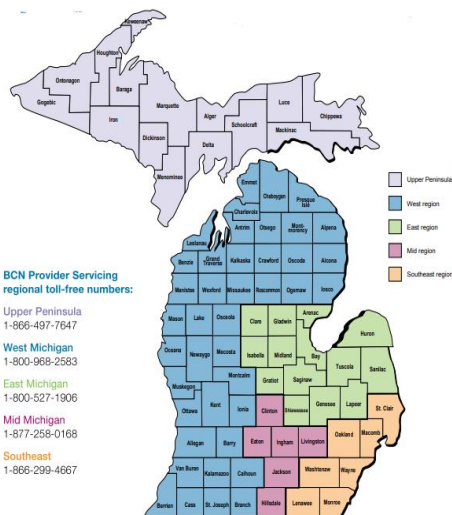 Keweenaw
Houghton
Ontonagon
Baraga
Gogebic
Marquette
Iron
Alger
Luce
Chippewa
Schoolcraft
Mackinac
Dickinson
Delta
Menominee
Upper Peninsula
West region
East region
Mid region
Southeast region
Emmet
Cheboygan
Presque
Isle
Charlevoix
Antrim
Otsego
Mont-
morency
Alpena
Leelanau
Benzie
Grand
Traverse
Kalkaska
Crawford
Oscoda
Alcona
Manistee
Wexford
Missaukee
Roscommon
Ogemaw
Iosco
BCN Provider Servicing
regional toll-free numbers:
Upper Peninsula
1-866-497-7647
West Michigan
1-800-968-2583
East Michigan
1-800-527-1906
Mid Michigan
1-877-258-0168
Southeast
1-866-299-4667
Mason
Lake
Osceola
Clare
Gladwin
Arenac
Huron
Oceana
Newaygo
Macosta
Isabella
Midland
Bay
Tuscola
Sanilac
Muskegon
Montcalm
Gratiot
Saginaw
Ottawa
Kent
Ionia
Clinton
Shiawassee
Genesee
Lapeer
St. Clair
Allegan
Barry
Eaton
Ingham
Livingston
Oakland
Macomb
Van Buren
Kalamazoo
Calhoun
Jackson
Washtenaw
Wayne
Berrien
Cass
St. Joseph
Branch
Hillsdale
Lenawee
Monroe